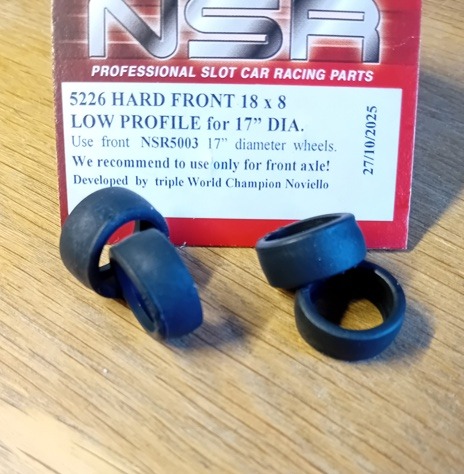 NSR
PROFESSIONAL SLOT CAR RACING PARTS
5226 HARD FRONT 18 x 8
LOW PROFILE for 17” DIA.
Use front NSR5003 17” diameter wheels.
We recommend to use only for front axle!
Developed by triple World Champion Noviello
27/10/2025